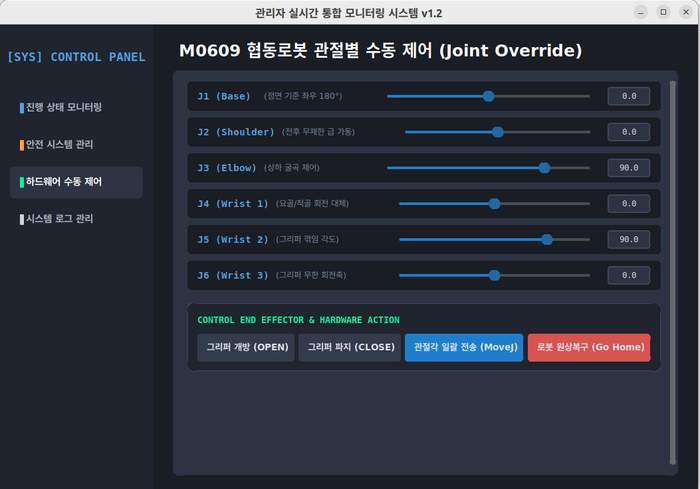 관리자 실시간 통합 모니터링 시스템 v1.2
[SYS] CONTROL PANEL
진행 상태 모니터링
안전 시스템 관리
하드웨어 수동 제어
시스템 로그 관리
M0609 협동로봇 관절별 수동 제어 (Joint Override)
J1 (Base) (정면 기준 좌우 180°) 0.0
J2 (Shoulder) (전후 무제한 급 가동) 0.0
J3 (Elbow) (상하 굴곡 제어) 90.0
J4 (Wrist 1) (요골/척골 회전 대체) 0.0
J5 (Wrist 2) (그리퍼 꺾임 각도) 90.0
J6 (Wrist 3) (그리퍼 무한 회전축) 0.0
CONTROL END EFFECTOR & HARDWARE ACTION
그리퍼 개방 (OPEN) 그리퍼 파지 (CLOSE) 관절각 일괄 전송 (MoveJ) 로봇 원상복구 (Go Home)